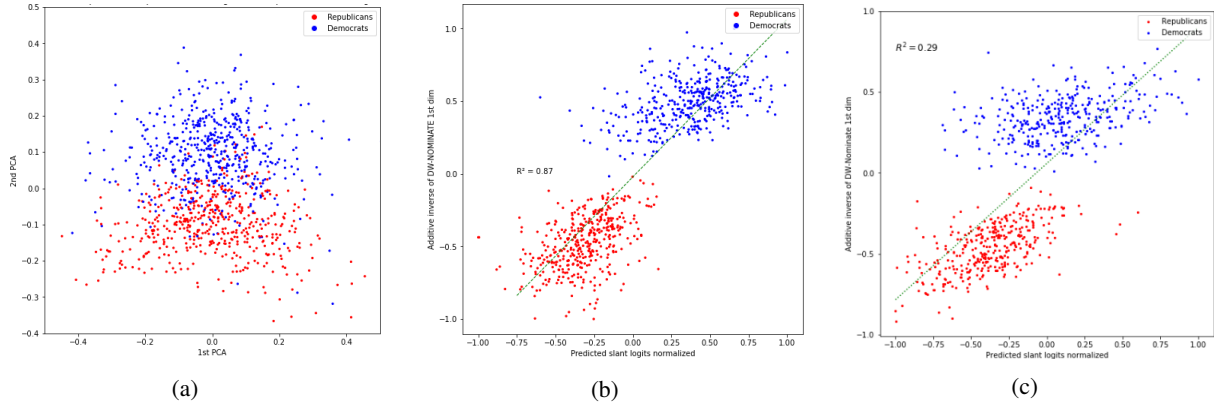 Republicans
Democrats
0.5
0.4
0.3
0.2
0.1
0.0
−0.1
−0.2
−0.3
−0.4
2nd PCA
−0.4
−0.2
0.0
0.2
0.4
1st PCA
(a)
Republicans
Democrats
R² = 0.87
1.0
0.5
0.0
−0.5
−1.0
Additive inverse of DW-NOMINATE 1st dim
−1.00
−0.75
−0.50
−0.25
0.00
0.25
0.50
0.75
1.00
Predicted slant logits normalized
(b)
Republicans
Democrats
R² = 0.29
1.0
0.5
0.0
−0.5
−1.0
Additive inverse of DW-Nominate 1st dim
−1.00
−0.75
−0.50
−0.25
0.00
0.25
0.50
0.75
1.00
Predicted slant logits normalized
(c)